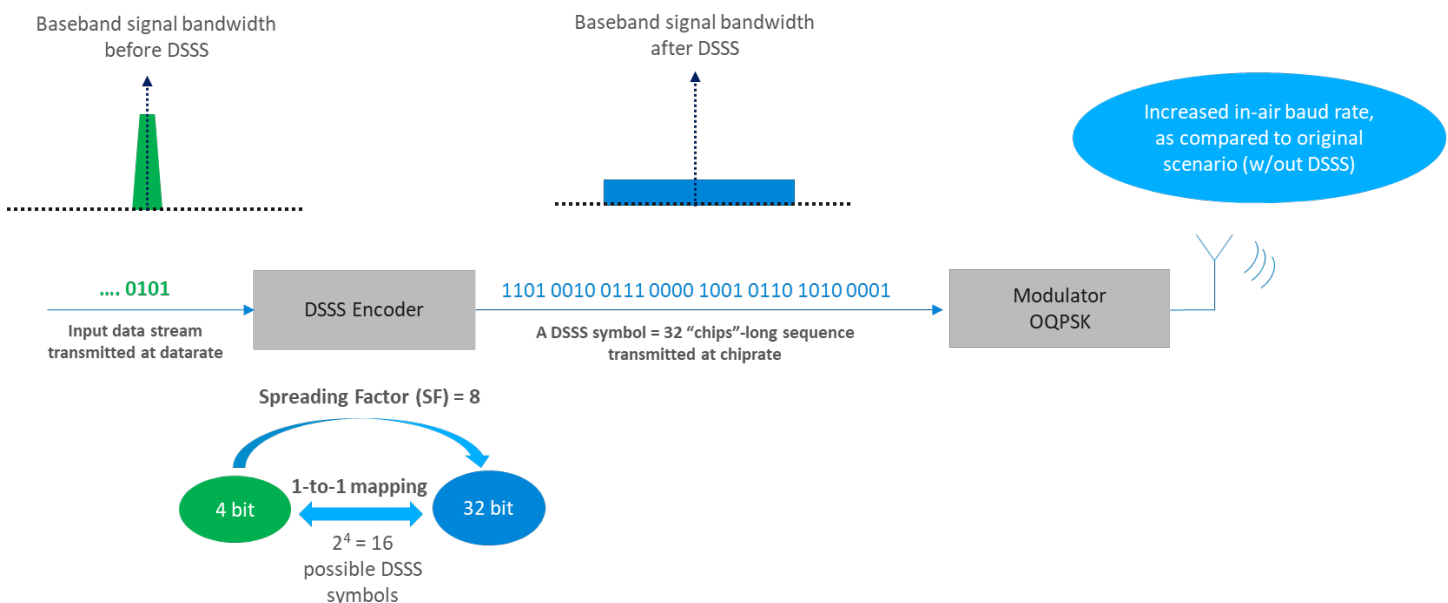 Baseband signal bandwidth
before DSSS
Baseband signal bandwidth
after DSSS
Increased in-air baud rate,
as compared to original
scenario (w/out DSSS)
.... 0101
Input data stream
transmitted at datarate
DSSS Encoder
1101 0010 0111 0000 1001 0110 1010 0001
A DSSS symbol = 32 “chips”-long sequence
transmitted at chiprate
Modulator
OQPSK
Spreading Factor (SF) = 8
4 bit
1-to-1 mapping
32 bit
2⁴ = 16
possible DSSS
symbols